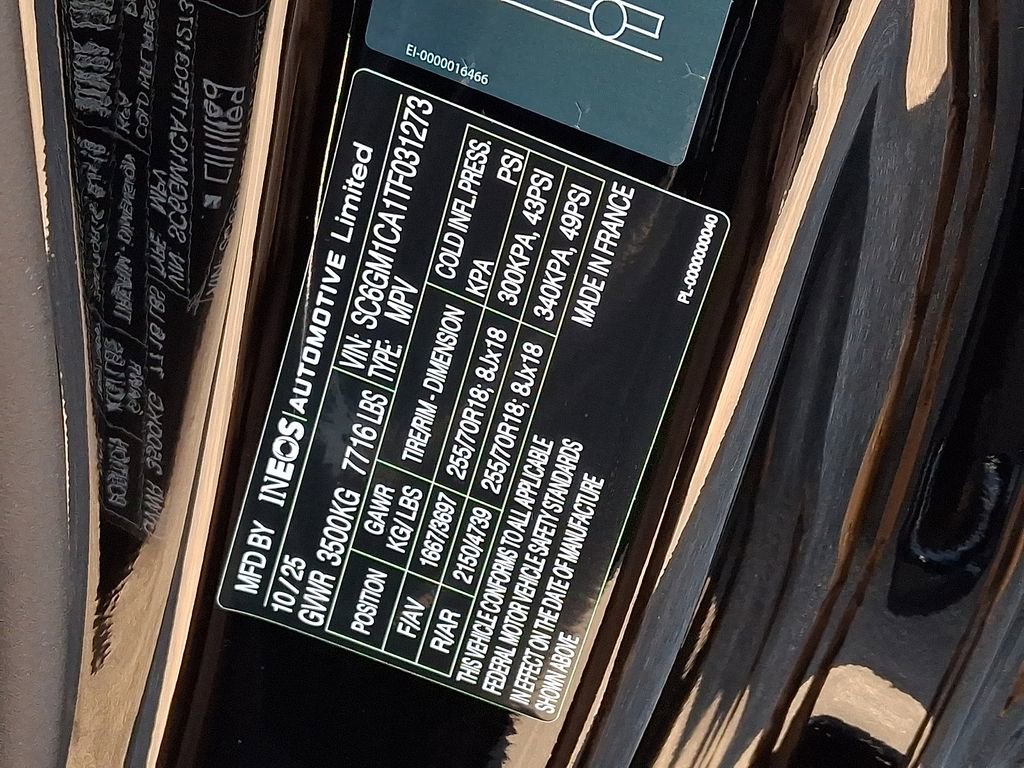 EI-0000016466
MFD BY INEOS | AUTOMOTIVE Limited
10/25
GVWR 3500KG 7716 LBS
VIN: SC6GM1CA1TF031273
TYPE: MPV
POSITION GAWR KG/LBS TIRE/RIM - DIMENSION COLD INFL.PRESS. KPA PSI
F/AV 1667/3697 255/70R18; 8Jx18 300KPA, 43PSI
R/AR 2150/4739 255/70R18; 8Jx18 340KPA, 49PSI
THIS VEHICLE CONFORMS TO ALL APPLICABLE
FEDERAL MOTOR VEHICLE SAFETY STANDARDS
IN EFFECT ON THE DATE OF MANUFACTURE
SHOWN ABOVE
MADE IN FRANCE
PL-0000000040